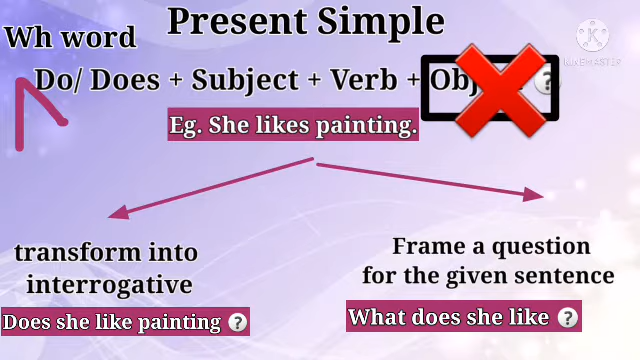 Present Simple
Wh word
KINEMASTER
Do/ Does + Subject + Verb +
Eg. She likes painting.
transform into
interrogative
Does she like painting ?
Frame a question
for the given sentence
What does she like ?